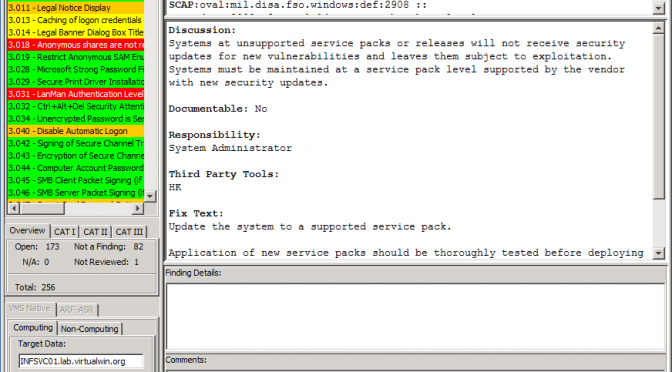 3.011 - Legal Notice Display
3.013 - Caching of logon credentials
3.014 - Legal Banner Dialog Box Title
3.018 - Anonymous shares are not re
3.019 - Restrict Anonymous SAM Enu
3.028 - Microsoft Strong Password Fi
3.029 - Secure Print Driver Installatio
3.031 - LanMan Authentication Level
3.032 - Ctrl+Alt+Del Security Attenti
3.034 - Unencrypted Password is Ser
3.040 - Disable Automatic Logon
3.042 - Signing of Secure Channel Tr
3.043 - Encryption of Secure Channe
3.044 - Computer Account Password
3.045 - SMB Client Packet Signing (if
3.046 - SMB Server Packet Signing (if
Overview CAT I CAT II CAT III
Open: 173 Not a Finding: 82
N/A: 0 Not Reviewed: 1
Total: 256
VMS Native ARF-ASR
Computing Non-Computing
Target Data:
INFSVC01.lab.virtualwin.org
SCAP:oval:mil.disa.fso.windows:def:2908 ::
Discussion:
Systems at unsupported service packs or releases will not receive security
updates for new vulnerabilities and leaves them subject to exploitation.
Systems must be maintained at a service pack level supported by the vendor
with new security updates.
Documentable: No
Responsibility:
System Administrator
Third Party Tools:
HK
Fix Text:
Update the system to a supported service pack.
Application of new service packs should be thoroughly tested before deploying
Finding Details:
Comments: